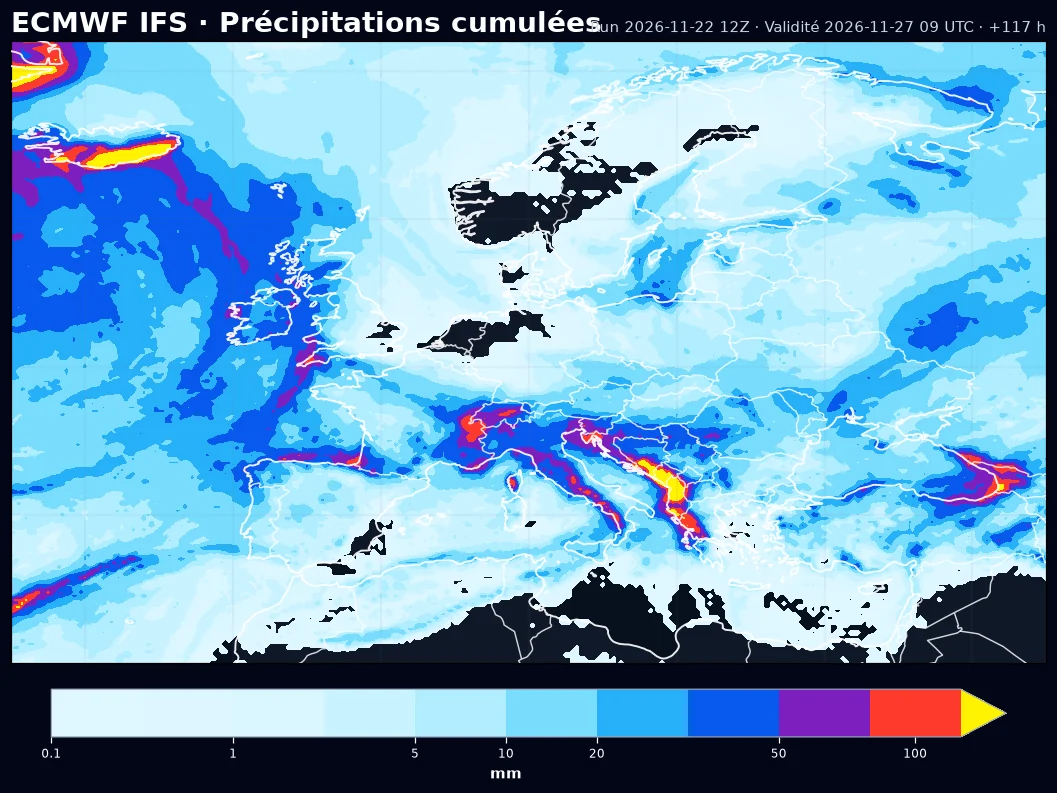 ECMWF IFS · Précipitations cumulées
Run 2026-11-22 12Z · Validité 2026-11-27 09 UTC · +117 h
0.1 1 5 10 20 50 100
mm